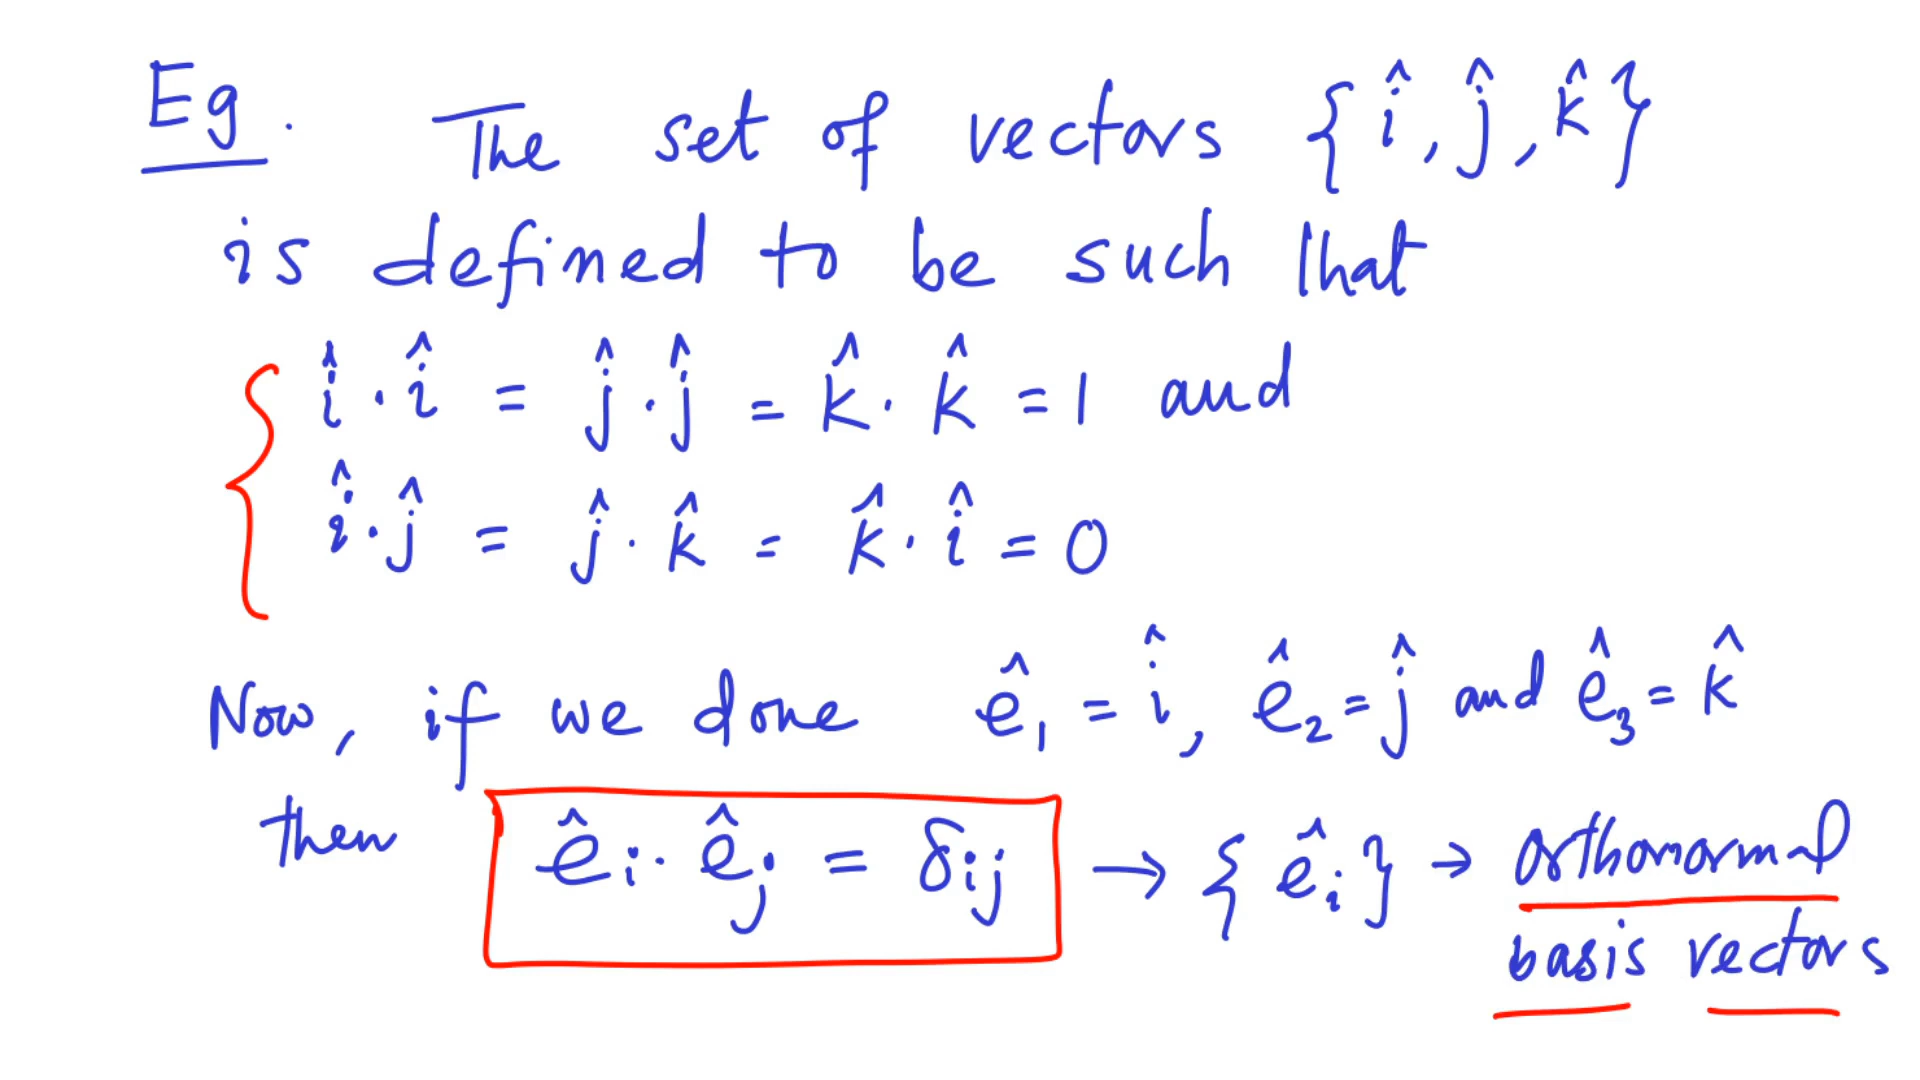 Eg. The set of vectors {î, ĵ, k̂}
is defined to be such that
î · î = ĵ · ĵ = k̂ · k̂ = 1 and
î · ĵ = ĵ · k̂ = k̂ · î = 0
Now, if we done ê₁ = î, ê₂ = ĵ and ê₃ = k̂
then êᵢ · êⱼ = δᵢⱼ → {êᵢ} → orthonormal
basis vectors